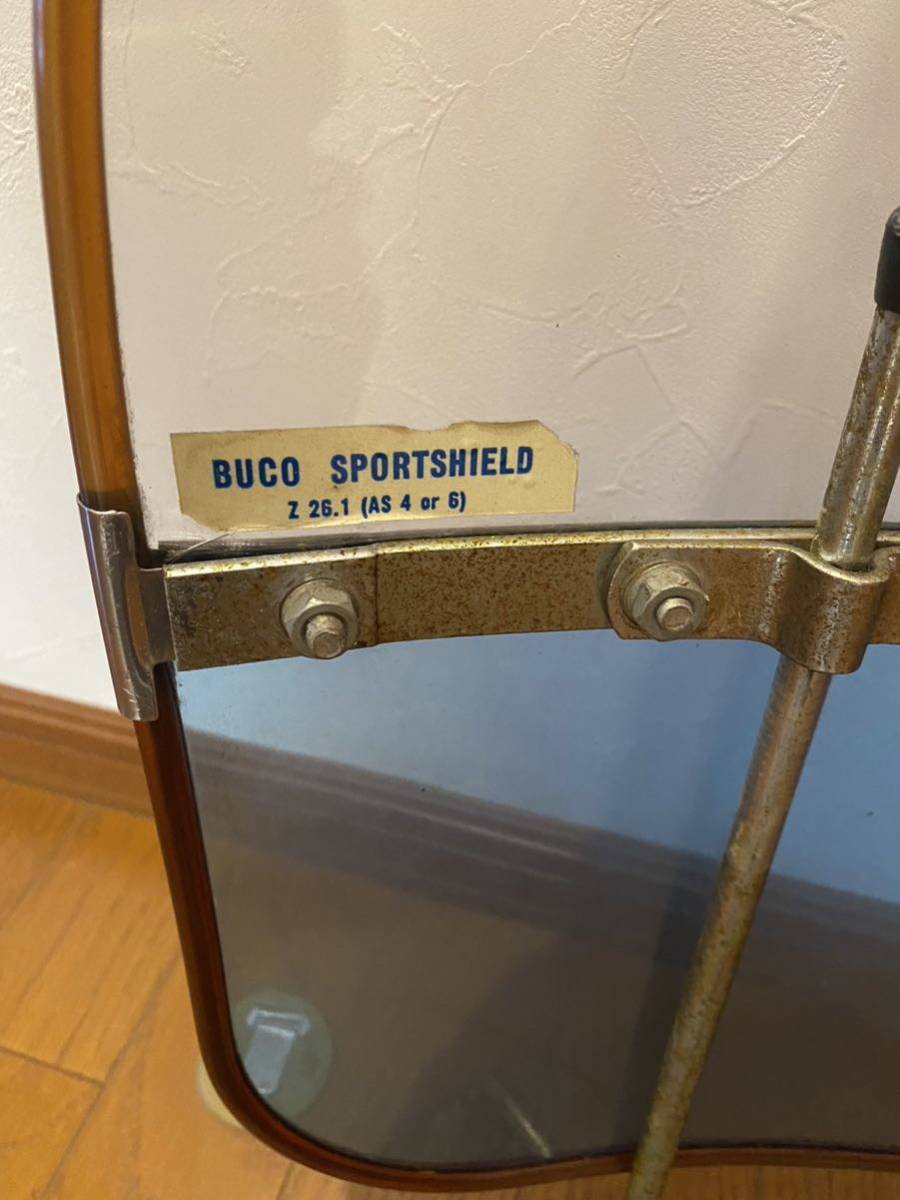 BUCO SPORTSHIELD
Z 26.1 (AS 4 or 6)